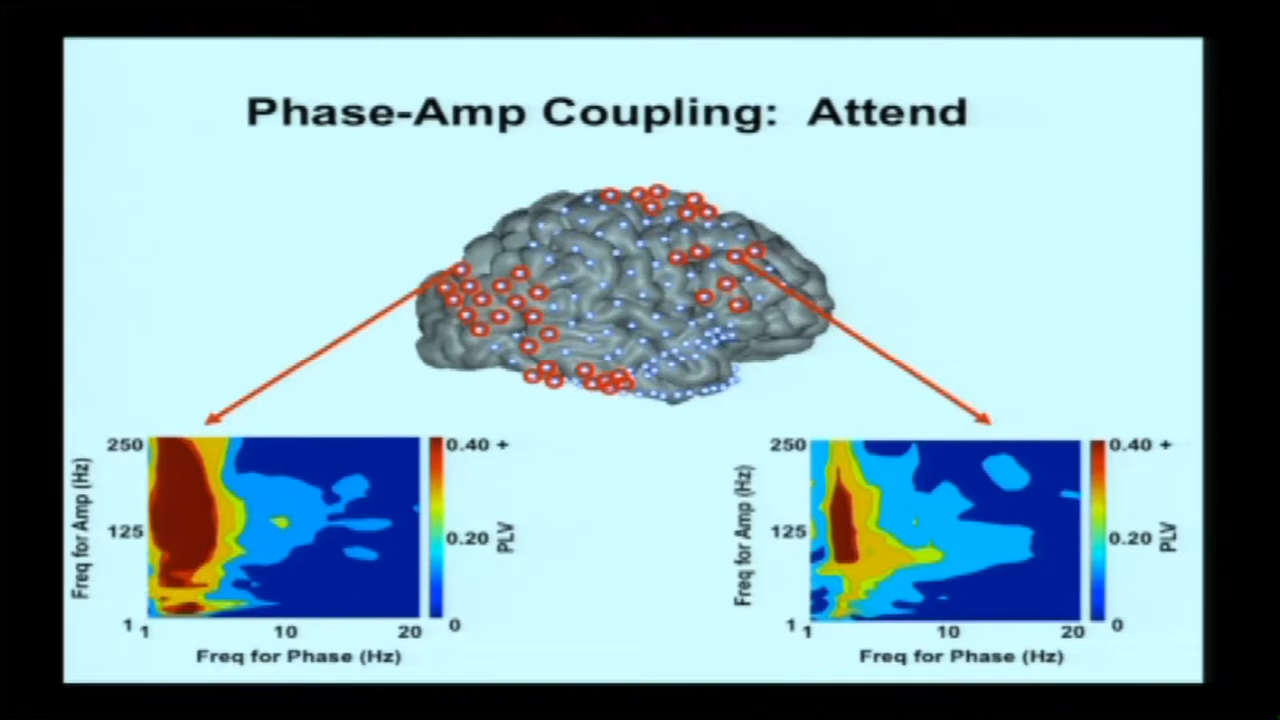 Phase-Amp Coupling: Attend
250
125
1
1
10
20
Freq for Amp (Hz)
Freq for Phase (Hz)
0.40 +
0.20
0
PLV
250
125
1
1
10
20
Freq for Amp (Hz)
Freq for Phase (Hz)
0.40 +
0.20
0
PLV